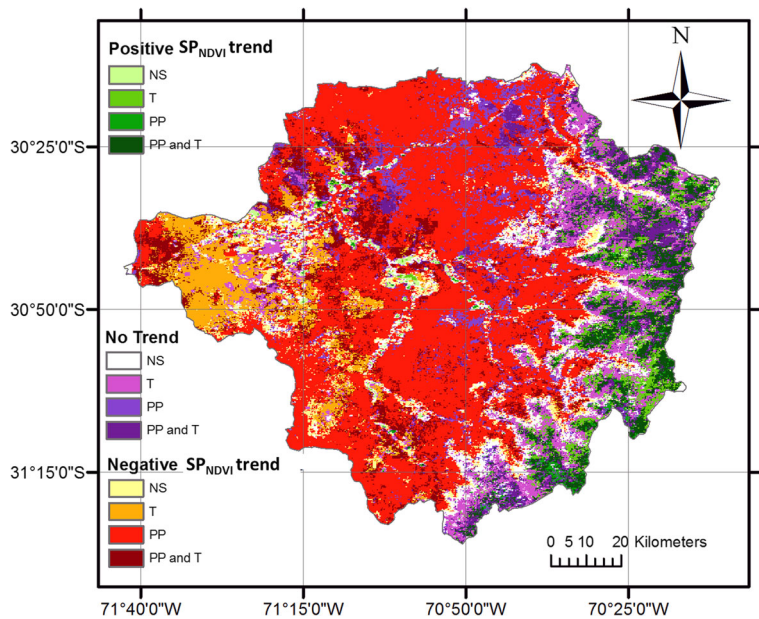 Positive SPNDVI trend
NS
T
PP
PP and T
N
30°25'0"S
30°50'0"S
No Trend
NS
T
PP
PP and T
31°15'0"S
Negative SPNDVI trend
NS
T
PP
PP and T
0 5 10 20 Kilometers
71°40'0"W 71°15'0"W 70°50'0"W 70°25'0"W